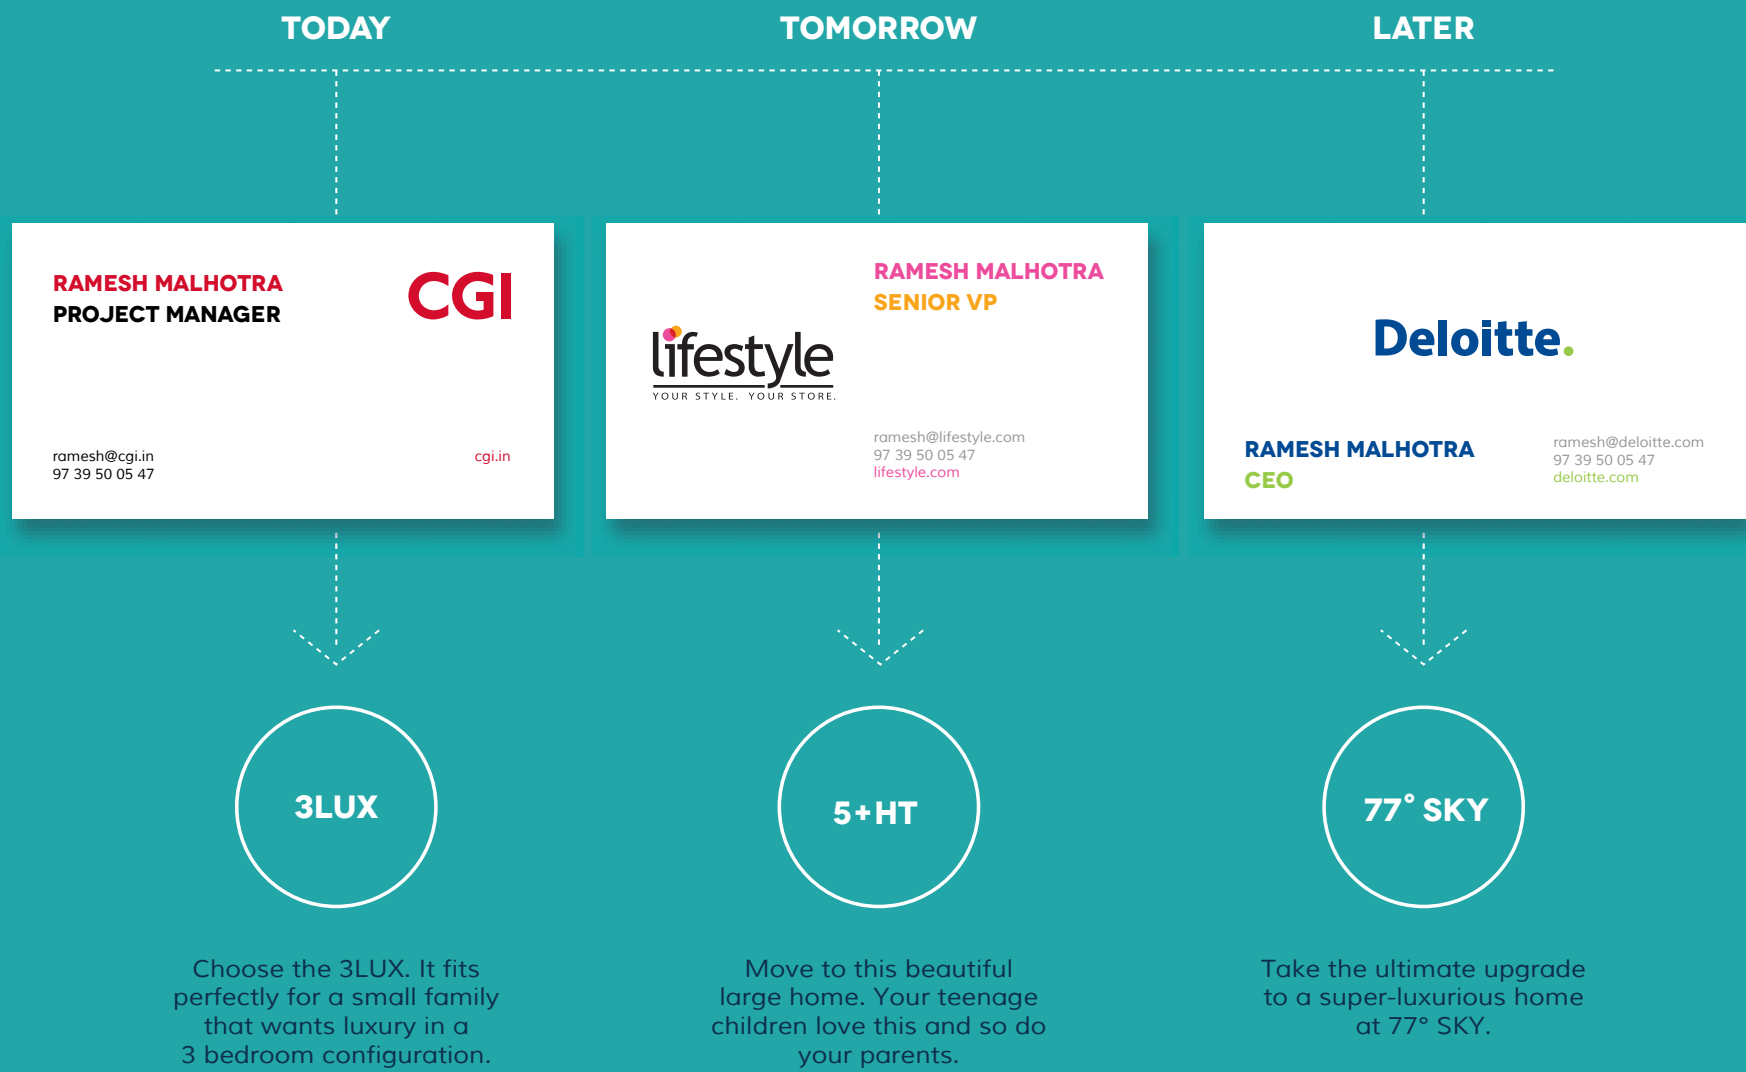 TODAY
TOMORROW
LATER
RAMESH MALHOTRA
PROJECT MANAGER
CGI
ramesh@cgi.in
97 39 50 05 47
cgi.in
RAMESH MALHOTRA
SENIOR VP
lifestyle
YOUR STYLE. YOUR STORE.
ramesh@lifestyle.com
97 39 50 05 47
lifestyle.com
Deloitte.
RAMESH MALHOTRA
CEO
ramesh@deloitte.com
97 39 50 05 47
deloitte.com
3LUX
5+HT
77° SKY
Choose the 3LUX. It fits
perfectly for a small family
that wants luxury in a
3 bedroom configuration.
Move to this beautiful
large home. Your teenage
children love this and so do
your parents.
Take the ultimate upgrade
to a super-luxurious home
at 77° SKY.